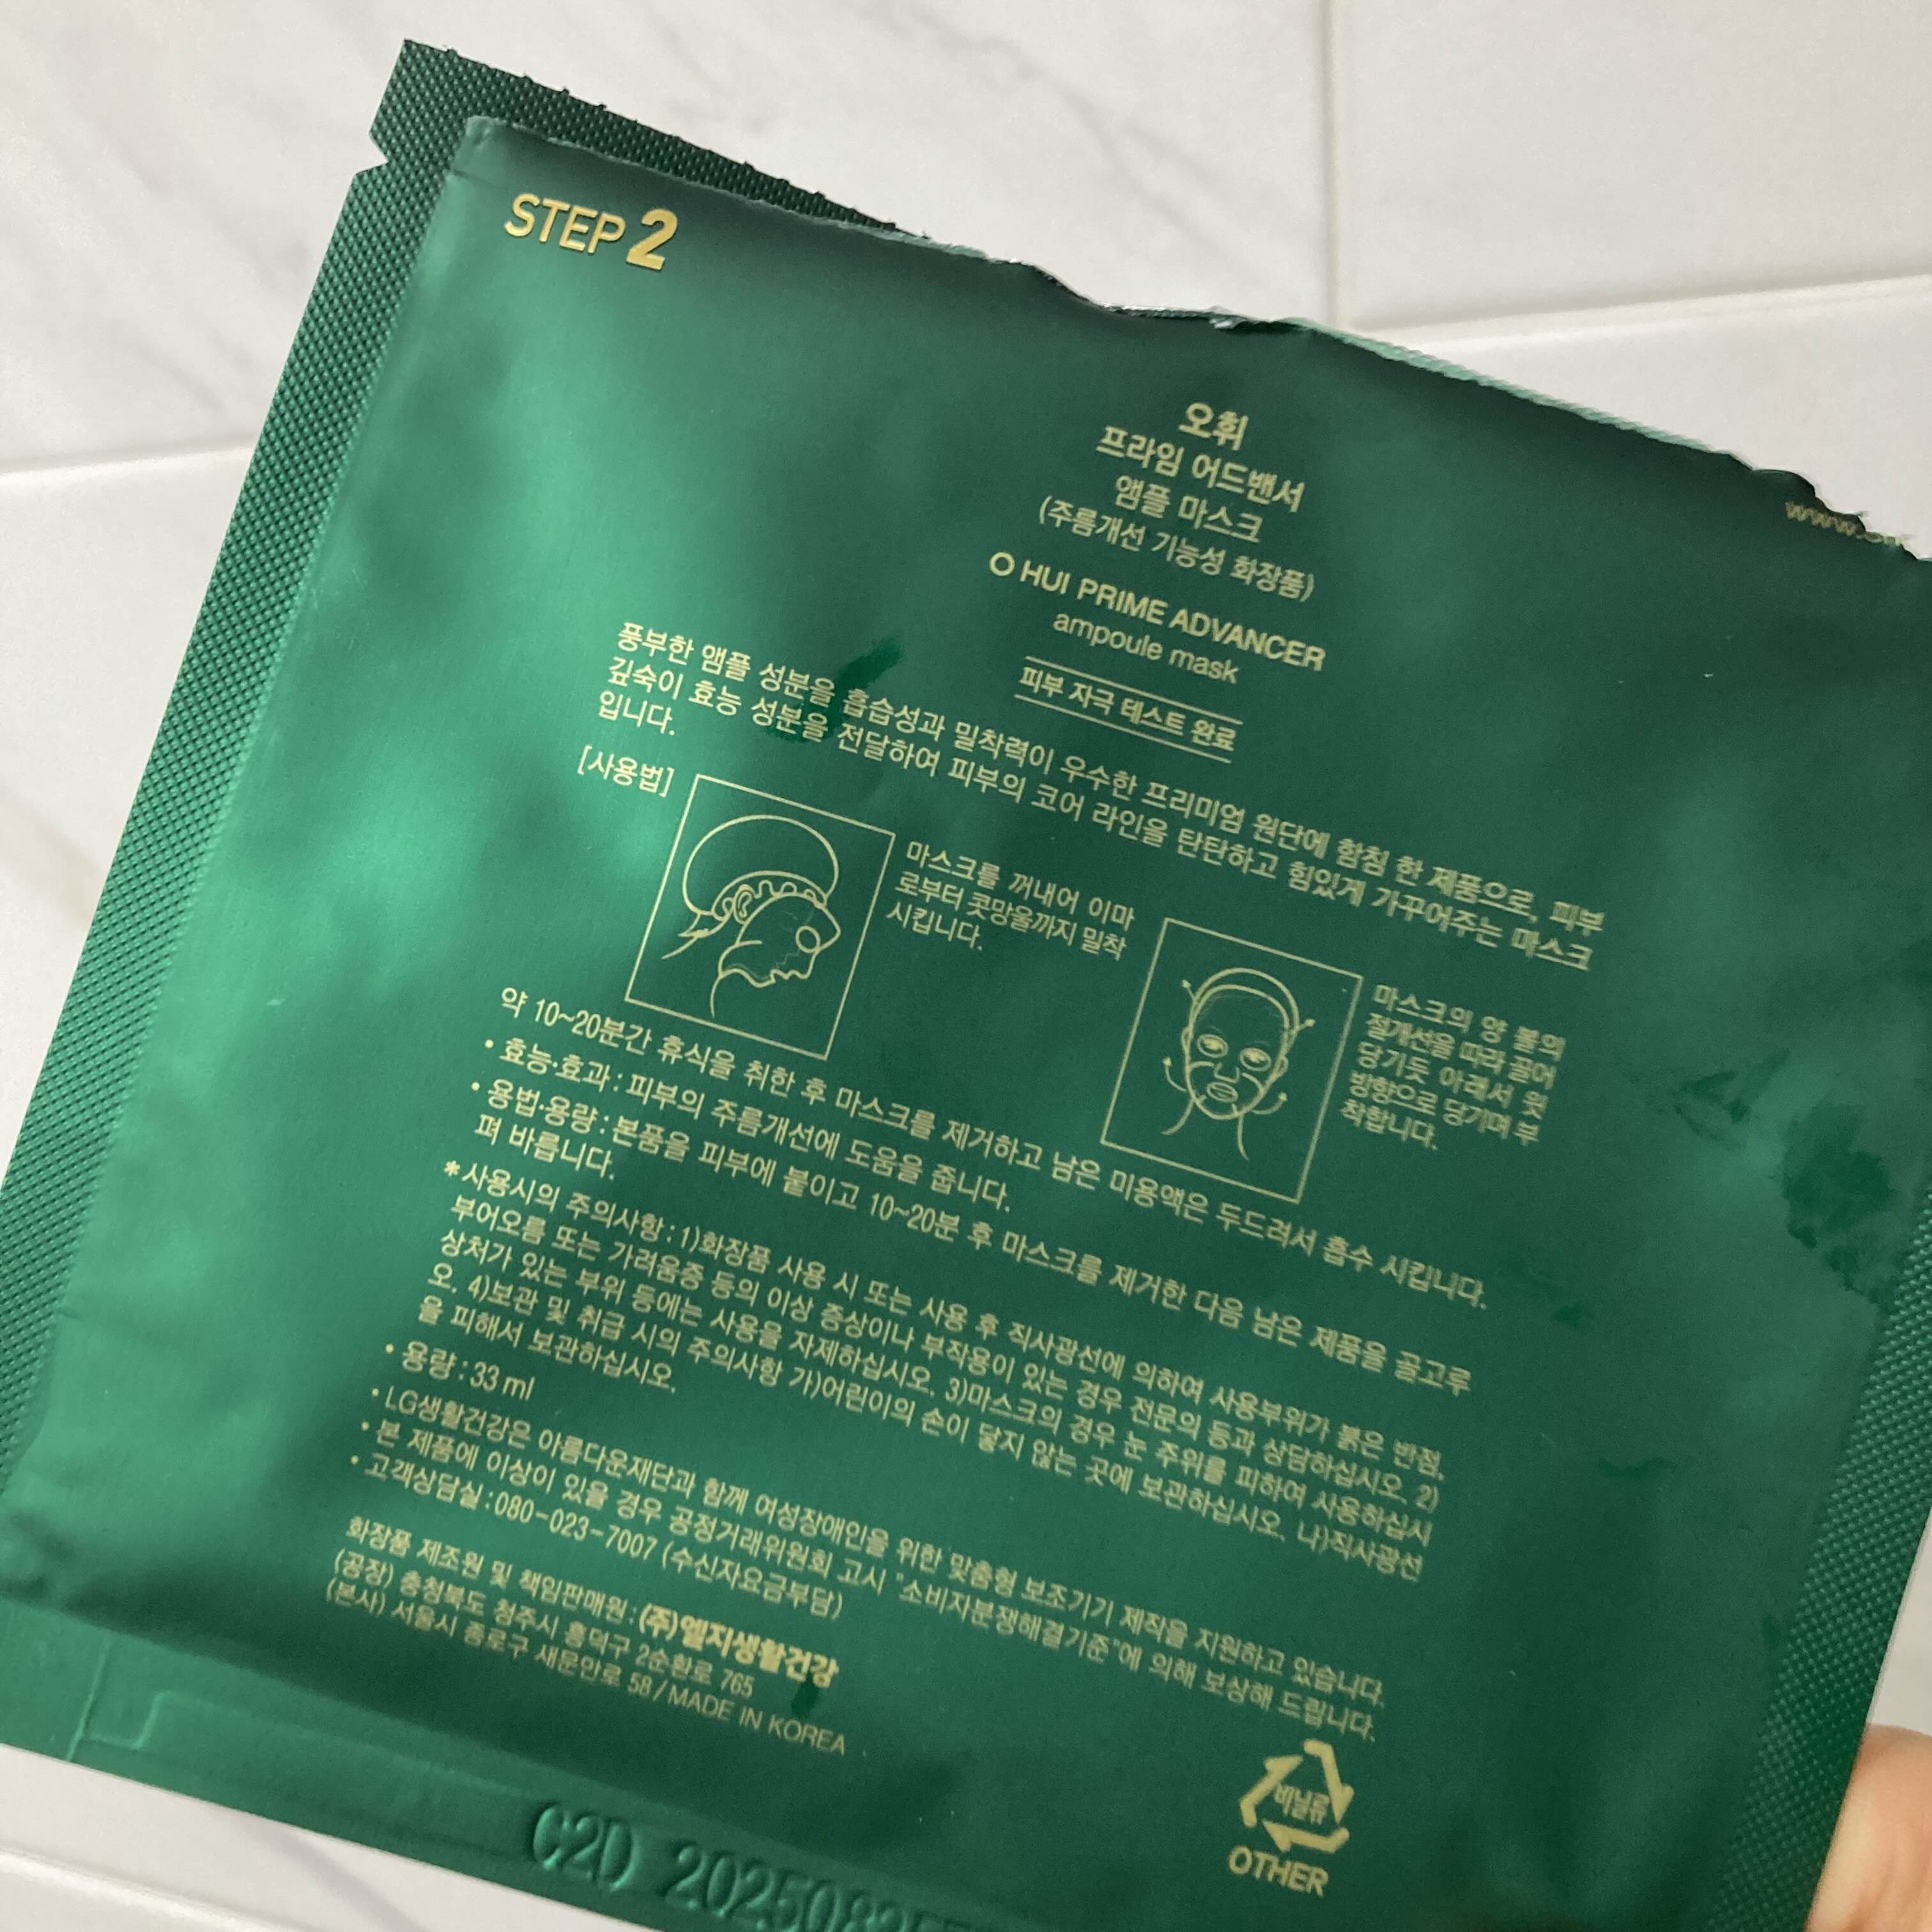 STEP 2
오휘
프라임 어드밴서
앰플 마스크
(주름개선 기능성 화장품)
O HUI PRIME ADVANCER
ampoule mask
피부 자극 테스트 완료
풍부한 앰플 성분을 흡습성과 밀착력이 우수한 프리미엄 원단에 함침 한 제품으로, 피부
깊숙이 효능 성분을 전달하여 피부의 코어 라인을 탄탄하고 힘있게 가꾸어주는 마스크
입니다.
[사용법]
마스크를 꺼내어 이마
로부터 콧망울까지 밀착
시킵니다.
마스크의 양 볼의
절개선을 따라 끌어
당기듯 아래서 윗
방향으로 당기며 부
착합니다.
약 10~20분간 휴식을 취한 후 마스크를 제거하고 남은 미용액은 두드려서 흡수 시킵니다.
• 효능·효과 : 피부의 주름개선에 도움을 줍니다.
• 용법·용량 : 본품을 피부에 붙이고 10~20분 후 마스크를 제거한 다음 남은 제품을 골고루
펴 바릅니다.
* 사용시의 주의사항 : 1)화장품 사용 시 또는 사용 후 직사광선에 의하여 사용부위가 붉은 반점,
부어오름 또는 가려움증 등의 이상 증상이나 부작용이 있는 경우 전문의 등과 상담하십시오. 2)
상처가 있는 부위 등에는 사용을 자제하십시오. 3)마스크의 경우 눈 주위를 피하여 사용하십시
오. 4)보관 및 취급 시의 주의사항 가)어린이의 손이 닿지 않는 곳에 보관하십시오. 나)직사광선
을 피해서 보관하십시오.
• 용량 : 33 ml
• LG생활건강은 아름다운재단과 함께 여성장애인을 위한 맞춤형 보조기기 제작을 지원하고 있습니다.
• 본 제품에 이상이 있을 경우 공정거래위원회 고시 "소비자분쟁해결기준"에 의해 보상해 드립니다.
• 고객상담실 : 080-023-7007 (수신자요금부담)
화장품 제조원 및 책임판매원 : (주)엘지생활건강
(공장) 충청북도 청주시 흥덕구 2순환로 765
(본사) 서울시 종로구 새문안로 58 / MADE IN KOREA
비닐류
OTHER
C2D